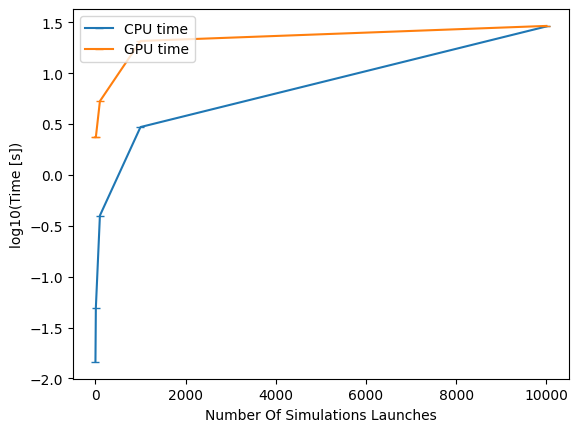 CPU time
GPU time
1.5
1.0
0.5
0.0
−0.5
−1.0
−1.5
−2.0
log10(Time [s])
0 2000 4000 6000 8000 10000
Number Of Simulations Launches